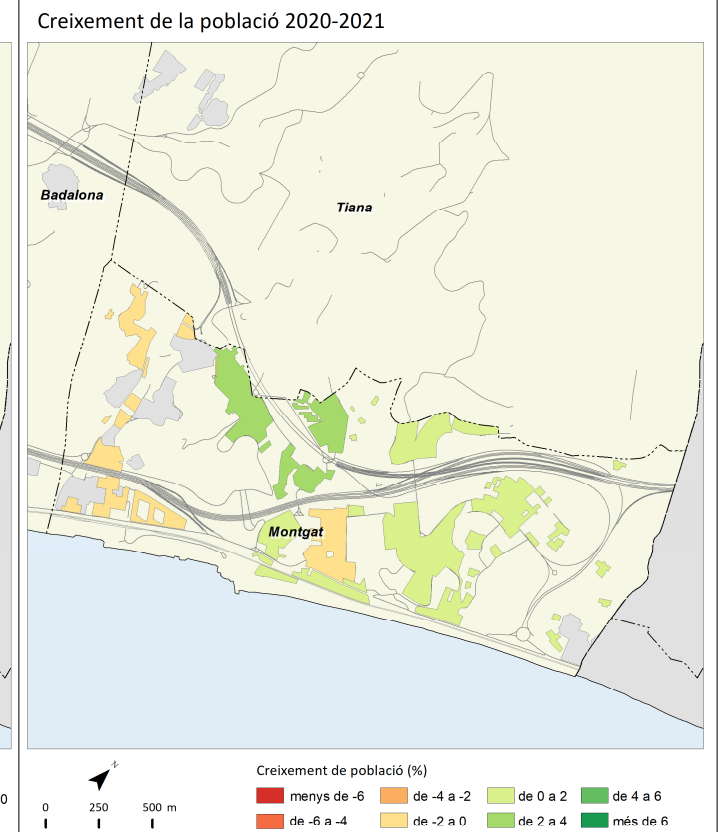 Creixement de la població 2020-2021
Badalona
Tiana
Montgat
N
0
0 250 500 m
Creixement de població (%)
menys de -6
de -4 a -2
de 0 a 2
de 4 a 6
de -6 a -4
de -2 a 0
de 2 a 4
més de 6